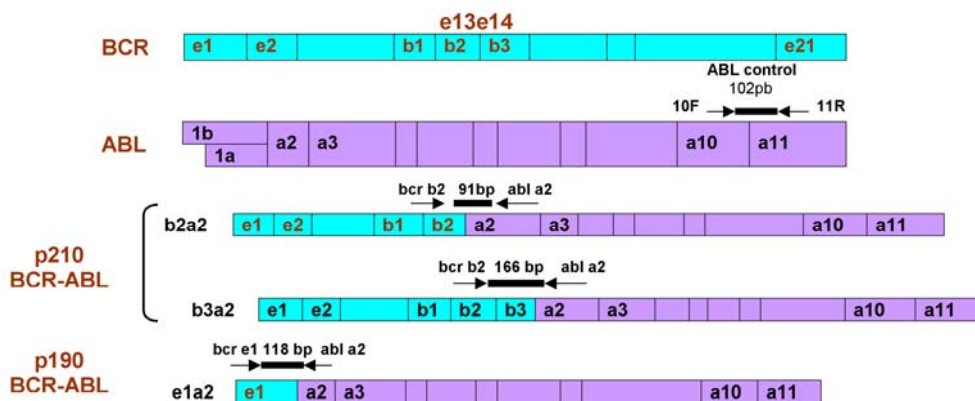 e13e14
BCR e1 e2 b1 b2 b3 e21
ABL control
102pb
10F 11R
ABL 1b 1a a2 a3 a10 a11
bcr b2 91bp abl a2
b2a2 e1 e2 b1 b2 a2 a3 a10 a11
p210
BCR-ABL
bcr b2 166 bp abl a2
b3a2 e1 e2 b1 b2 b3 a2 a3 a10 a11
p190
BCR-ABL
bcr e1 118 bp abl a2
e1a2 e1 a2 a3 a10 a11